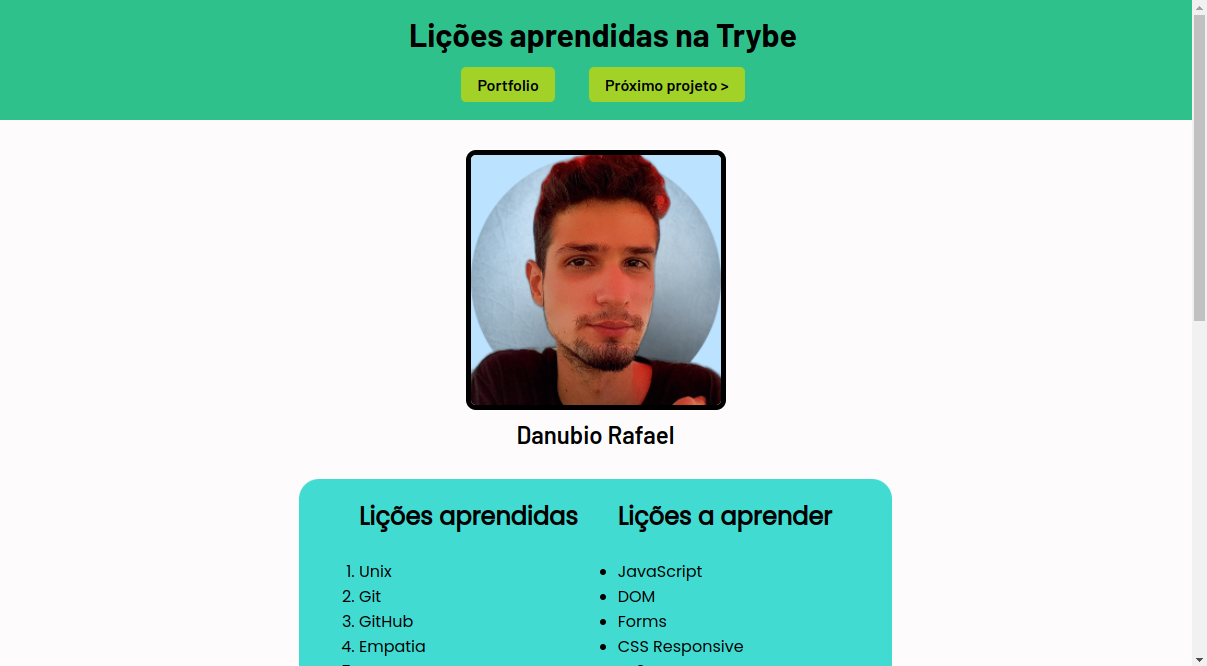 Lições aprendidas na Trybe
Portfolio
Próximo projeto >
Danubio Rafael
Lições aprendidas
1. Unix
2. Git
3. GitHub
4. Empatia
Lições a aprender
• JavaScript
• DOM
• Forms
• CSS Responsive